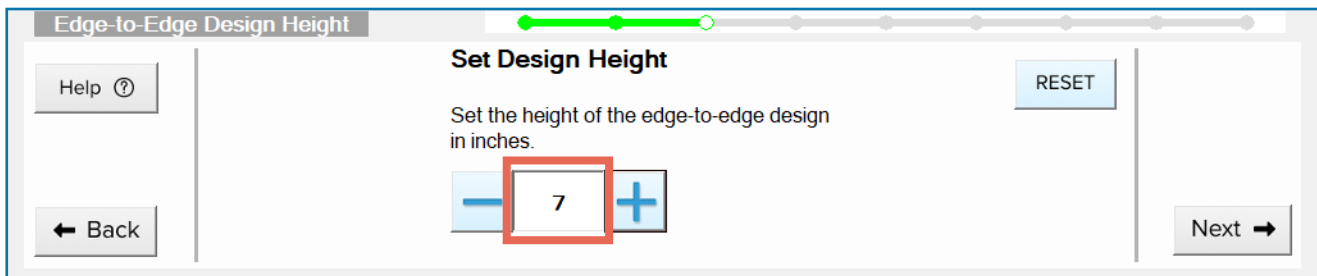 Edge-to-Edge Design Height
Help ?
Set Design Height
RESET
Set the height of the edge-to-edge design
in inches.
− 7 +
← Back
Next →